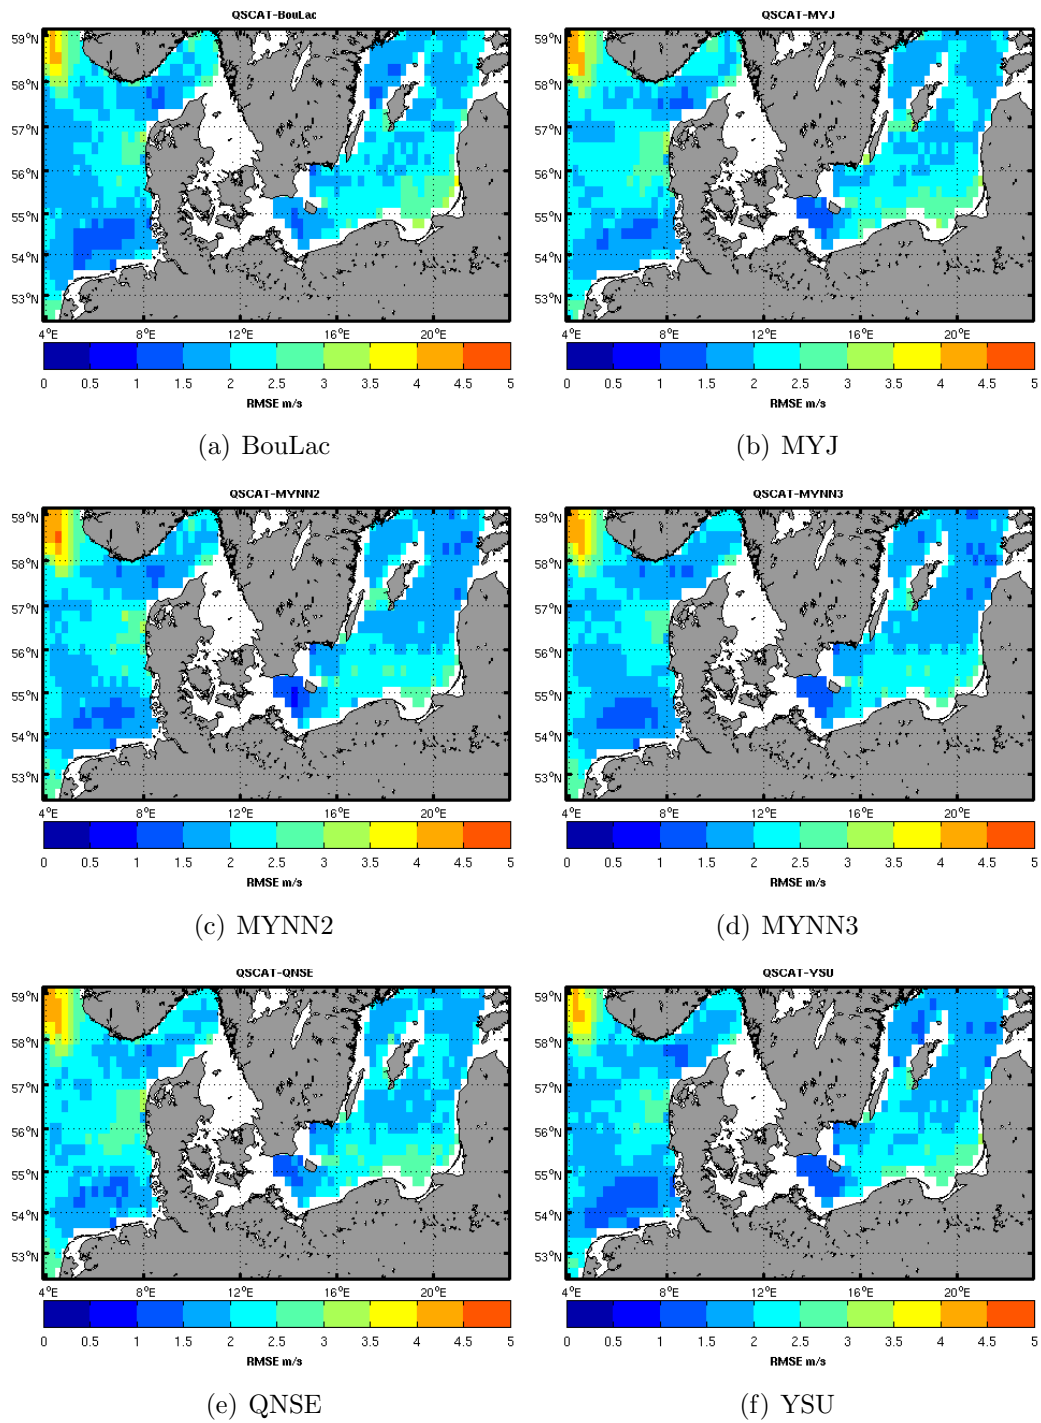 QSCAT-BouLac
59°N
58°N
57°N
56°N
55°N
54°N
53°N
4°E 8°E 12°E 16°E 20°E
0 0.5 1 1.5 2 2.5 3 3.5 4 4.5 5
RMSE m/s
(a) BouLac
QSCAT-MYJ
59°N
58°N
57°N
56°N
55°N
54°N
53°N
4°E 8°E 12°E 16°E 20°E
0 0.5 1 1.5 2 2.5 3 3.5 4 4.5 5
RMSE m/s
(b) MYJ
QSCAT-MYNN2
59°N
58°N
57°N
56°N
55°N
54°N
53°N
4°E 8°E 12°E 16°E 20°E
0 0.5 1 1.5 2 2.5 3 3.5 4 4.5 5
RMSE m/s
(c) MYNN2
QSCAT-MYNN3
59°N
58°N
57°N
56°N
55°N
54°N
53°N
4°E 8°E 12°E 16°E 20°E
0 0.5 1 1.5 2 2.5 3 3.5 4 4.5 5
RMSE m/s
(d) MYNN3
QSCAT-QNSE
59°N
58°N
57°N
56°N
55°N
54°N
53°N
4°E 8°E 12°E 16°E 20°E
0 0.5 1 1.5 2 2.5 3 3.5 4 4.5 5
RMSE m/s
(e) QNSE
QSCAT-YSU
59°N
58°N
57°N
56°N
55°N
54°N
53°N
4°E 8°E 12°E 16°E 20°E
0 0.5 1 1.5 2 2.5 3 3.5 4 4.5 5
RMSE m/s
(f) YSU